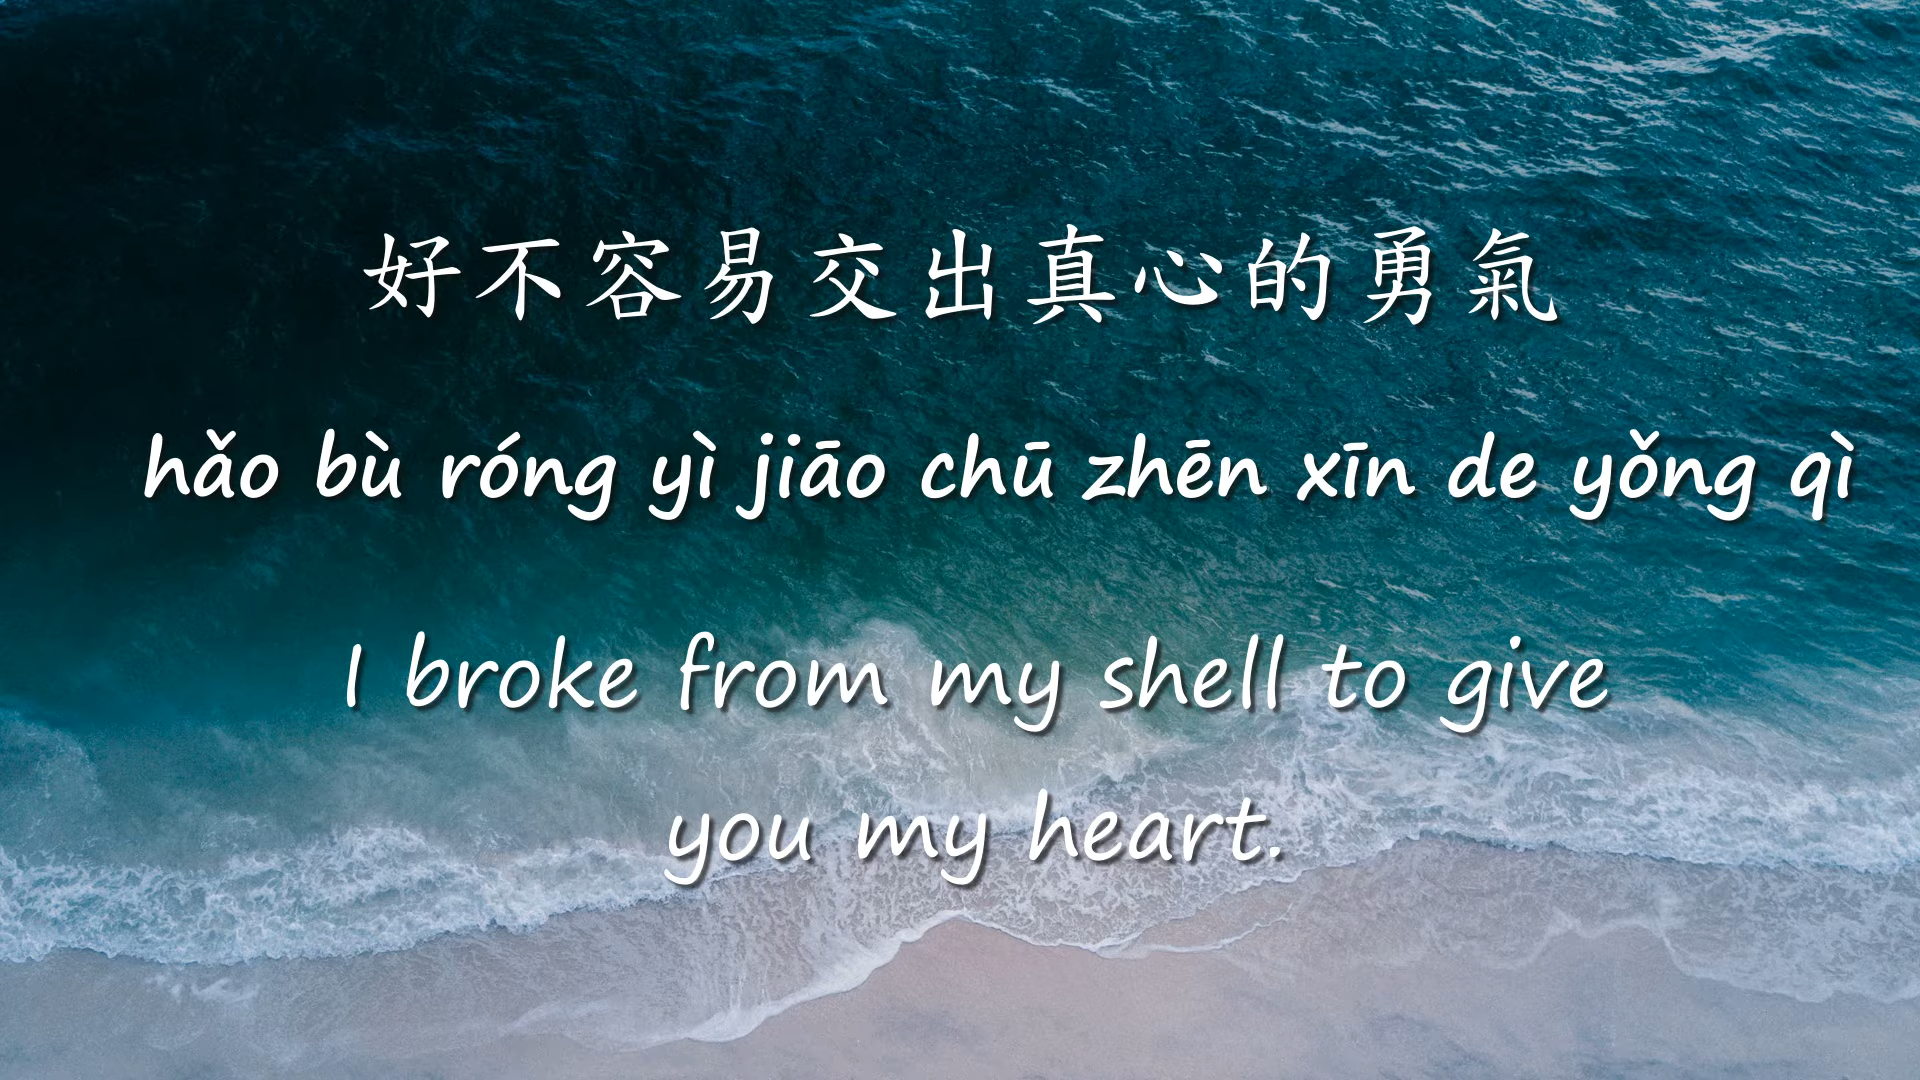 好不容易交出真心的勇氣
hǎo bù róng yì jiāo chū zhēn xīn de yǒng qì
I broke from my shell to give
you my heart.